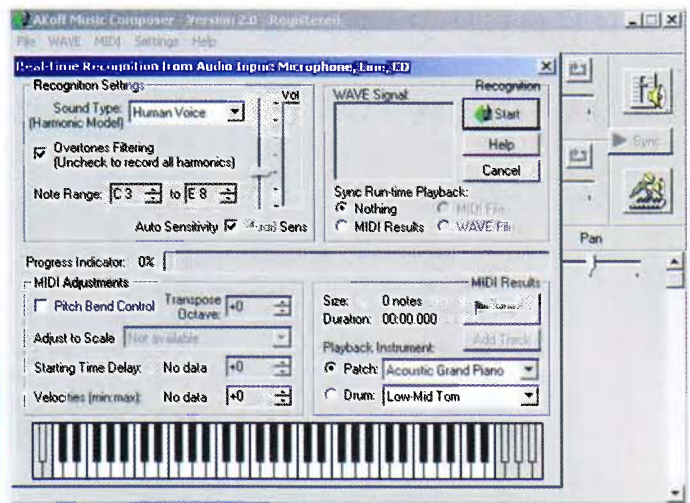 AKoff Music Composer - Version 2.0 - Registered
File WAVE MIDI Settings Help
Real-Time Recognition from Audio Input: Microphone, Line, CD
Recognition Settings
Vol
Sound Type: Human Voice
(Harmonic Model)
Overtones Filtering
(Uncheck to record all harmonics)
Note Range: C 3 to E 8
Auto Sensitivity Sens
WAVE Signal:
Recognition
Start
Help
Cancel
Sync Run-time Playback:
Nothing MIDI File
MIDI Results WAVE File
Sync
Pan
Progress Indicator: 0%
MIDI Adjustments
Pitch Bend Control Transpose +0
Octave:
Adjust to Scale Not available
Starting Time Delay: No data +0
Velocities (min:max): No data +0
MIDI Results
Size: 0 notes
Duration: 00:00.000
Add Track
Playback Instrument:
Patch: Acoustic Grand Piano
Drum: Low-Mid Tom